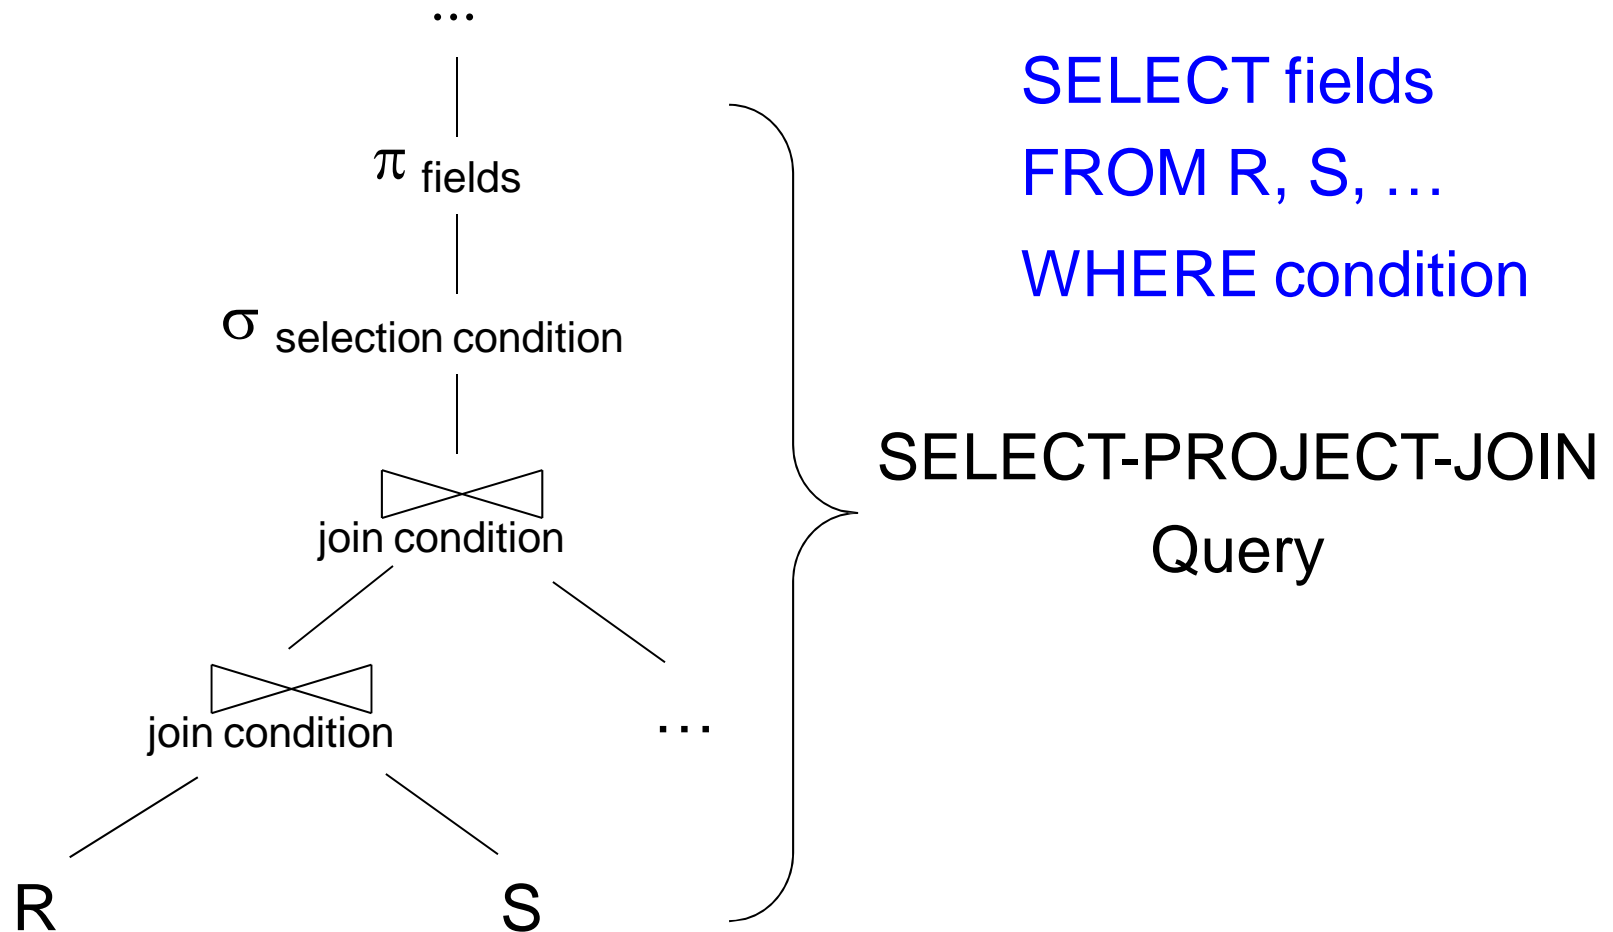 ...
π fields
σ selection condition
join condition
join condition
…
R
S
SELECT fields
FROM R, S, …
WHERE condition
SELECT-PROJECT-JOIN
Query